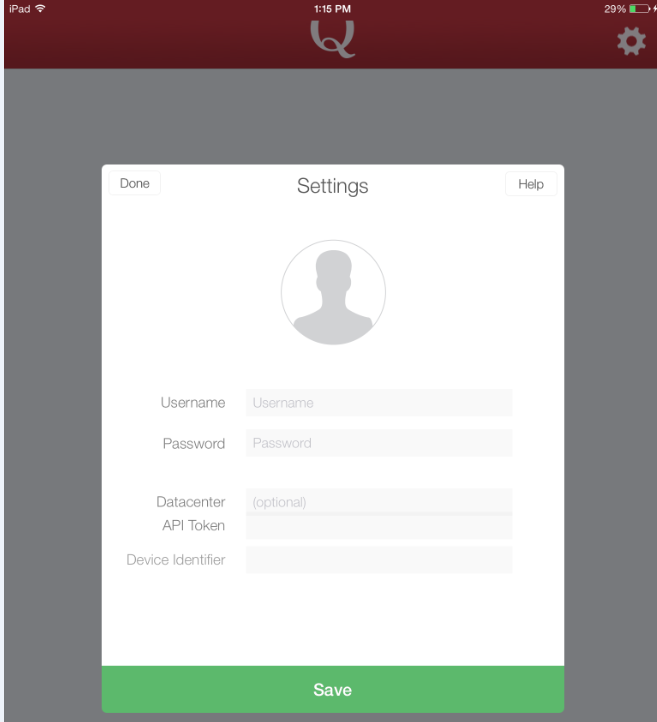 iPad 1:15 PM 29%
Q
Done Settings Help
Username Username
Password Password
Datacenter (optional)
API Token
Device Identifier
Save